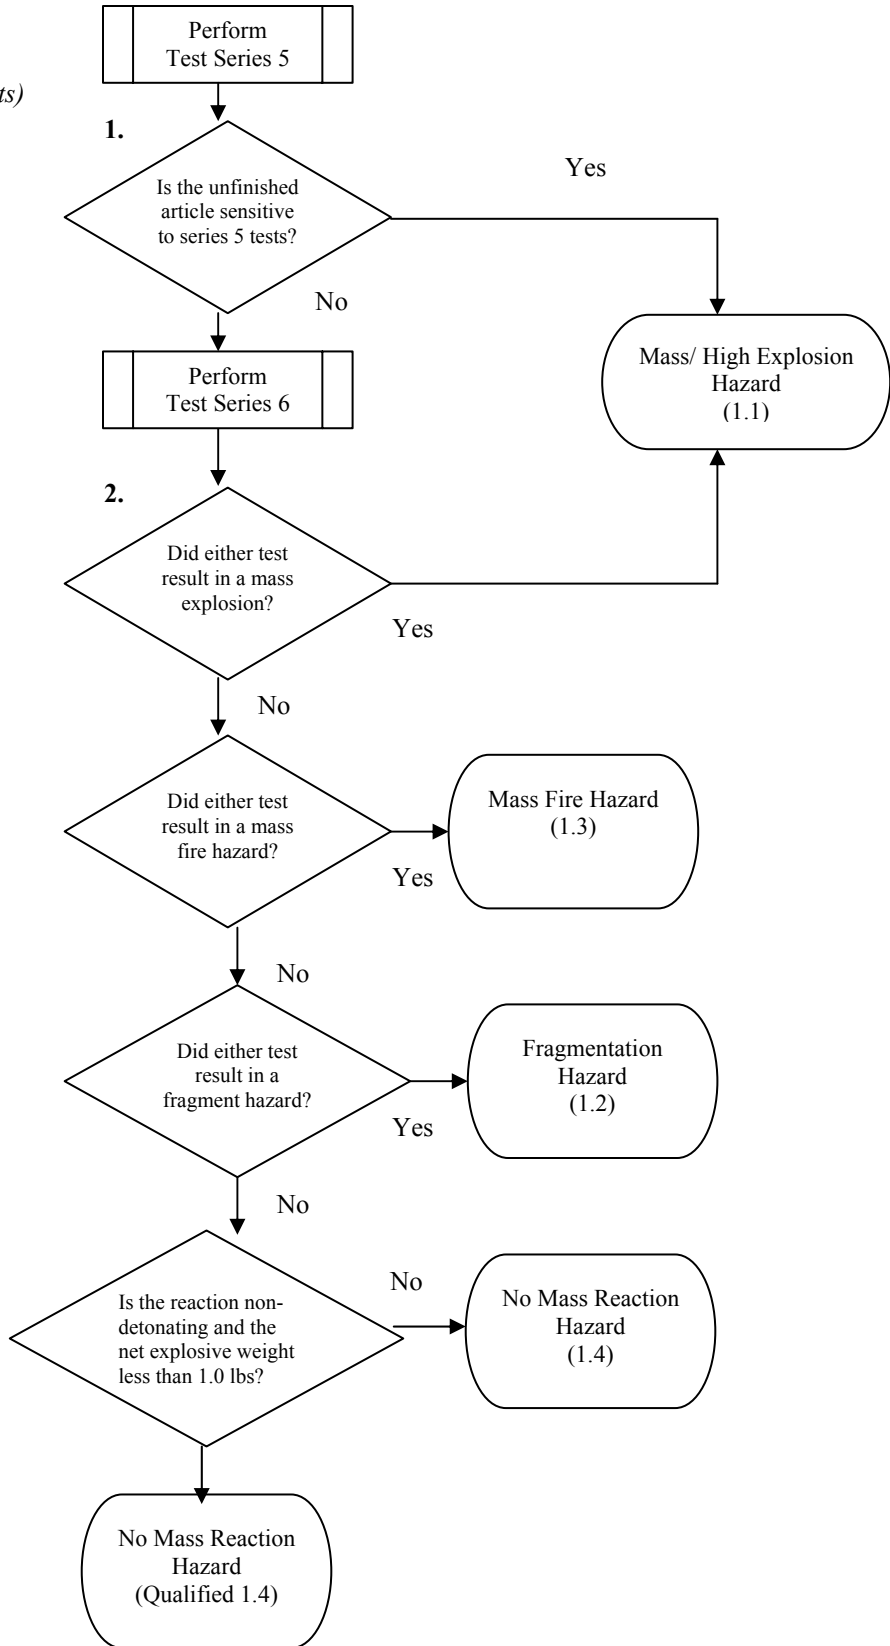 Perform
Test Series 5
ts)
1.
Is the unfinished
article sensitive
to series 5 tests?
Yes
No
Mass/ High Explosion
Hazard
(1.1)
Perform
Test Series 6
2.
Did either test
result in a mass
explosion?
Yes
No
Did either test
result in a mass
fire hazard?
Mass Fire Hazard
(1.3)
Yes
No
Did either test
result in a
fragment hazard?
Fragmentation
Hazard
(1.2)
Yes
No
Is the reaction non-
detonating and the
net explosive weight
less than 1.0 lbs?
No
No Mass Reaction
Hazard
(1.4)
No Mass Reaction
Hazard
(Qualified 1.4)